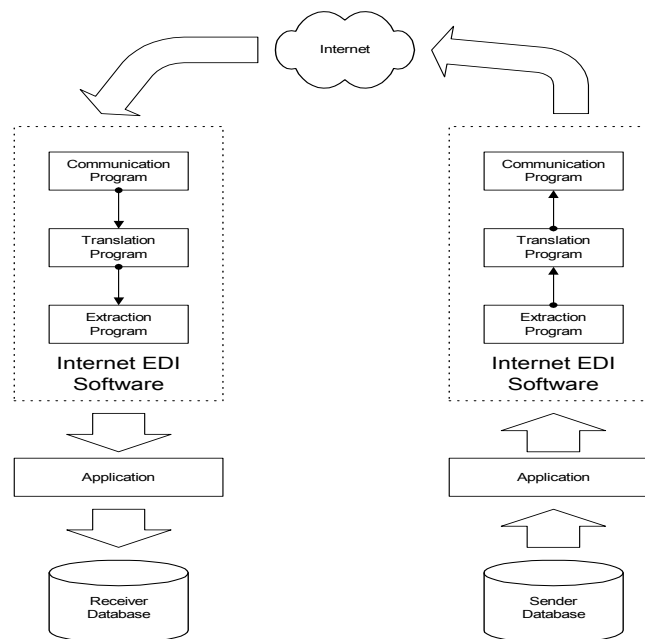 Internet
Communication
Program
Translation
Program
Extraction
Program
Internet EDI
Software
Application
Receiver
Database
Communication
Program
Translation
Program
Extraction
Program
Internet EDI
Software
Application
Sender
Database